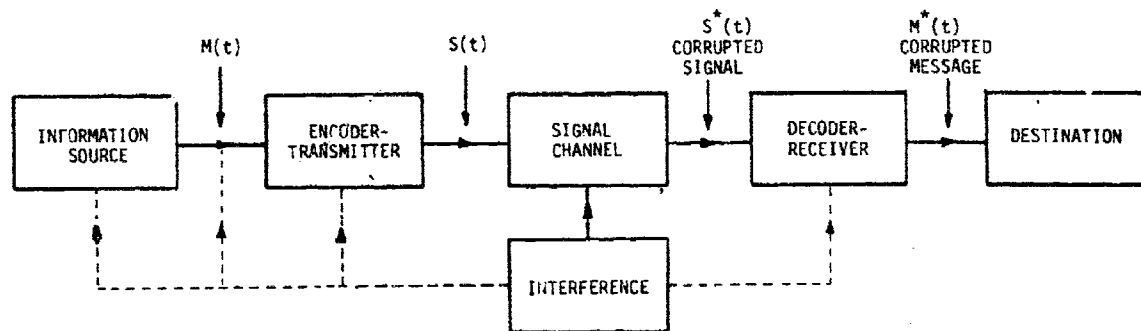 M(t)
S(t)
S*(t)
CORRUPTED
SIGNAL
M*(t)
CORRUPTED
MESSAGE
INFORMATION
SOURCE
ENCODER-
TRANSMITTER
SIGNAL
CHANNEL
DECODER-
RECEIVER
DESTINATION
INTERFERENCE